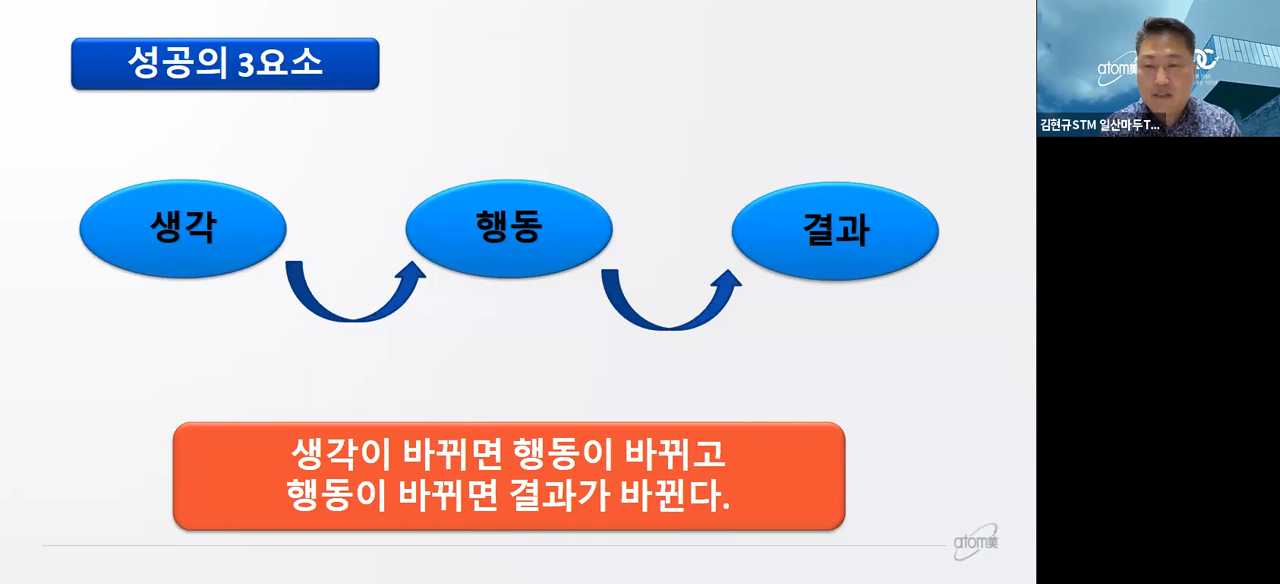 성공의 3요소
생각
행동
결과
생각이 바뀌면 행동이 바뀌고
행동이 바뀌면 결과가 바뀐다.
atom美
atom美
김현규STM 일산마두T...